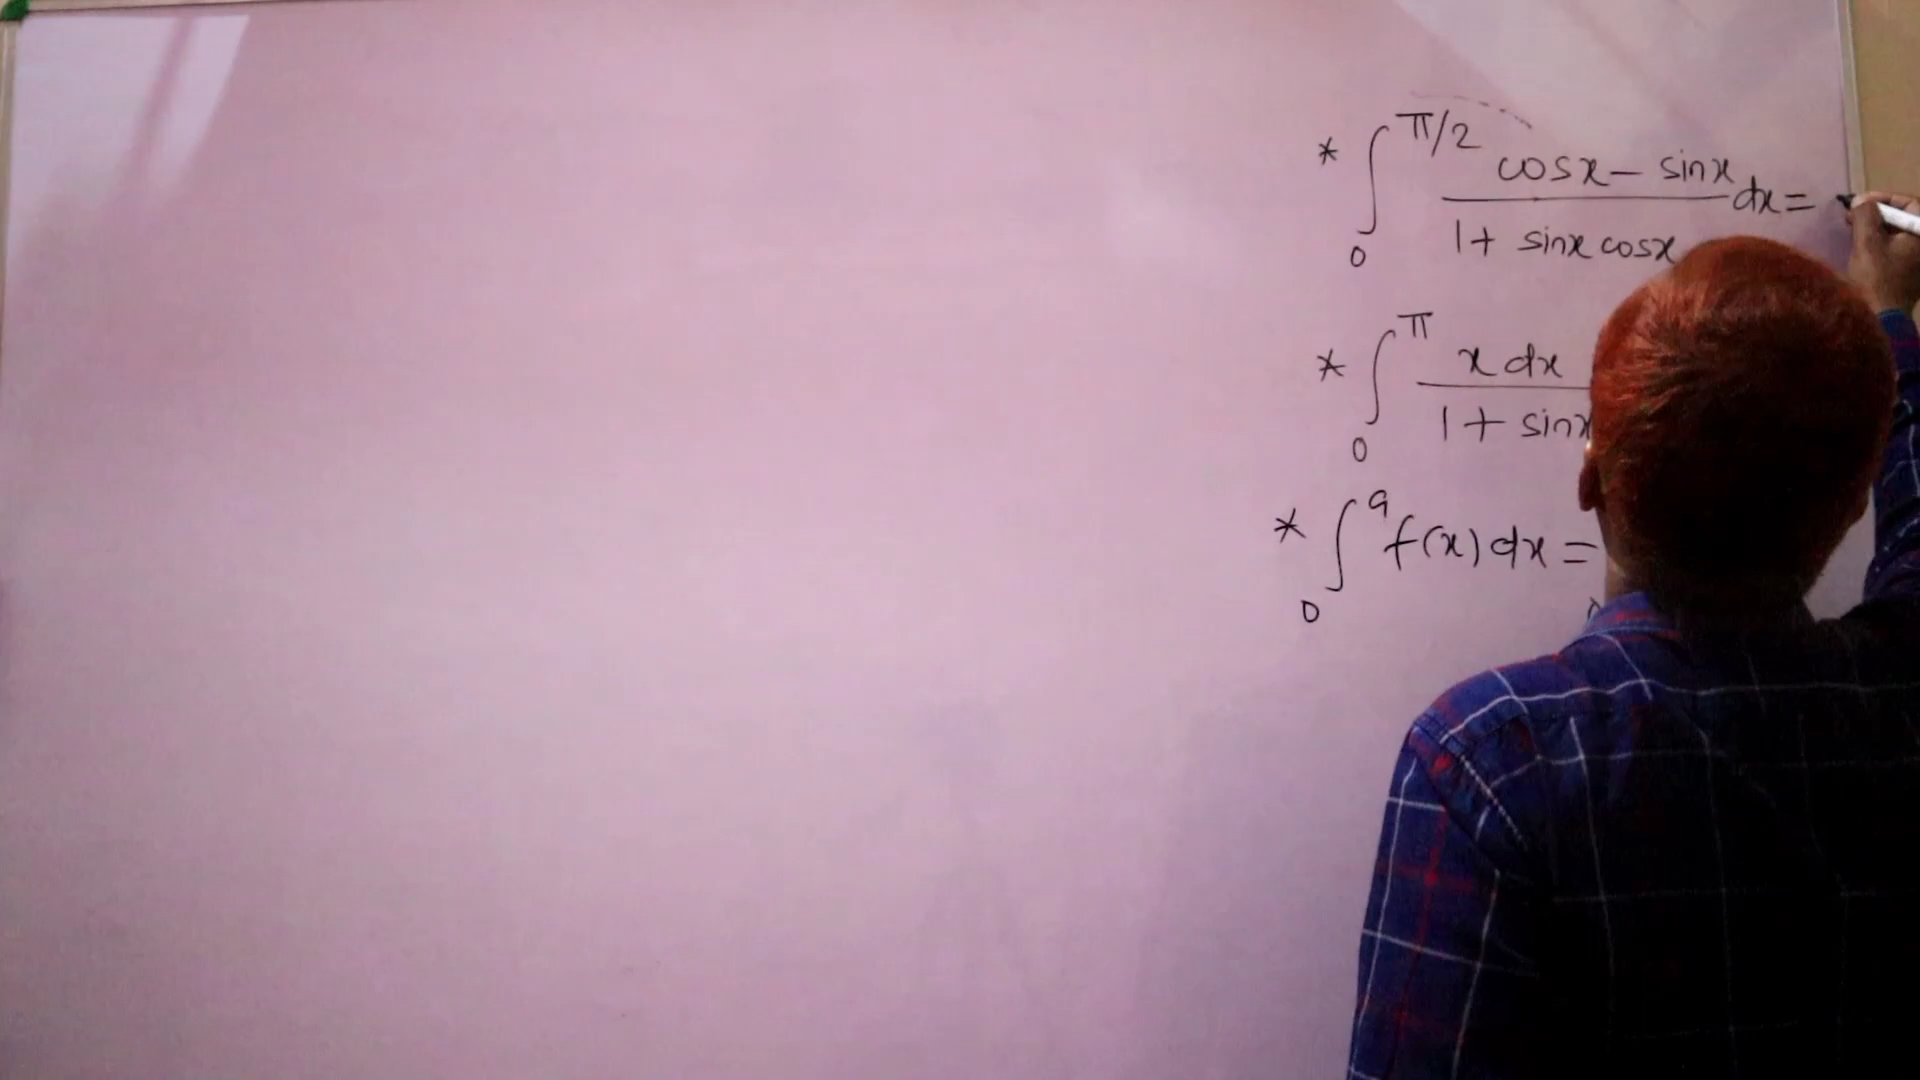 * ∫₀^π/2 cosx - sinx / 1 + sinx cosx dx =
* ∫₀^π x dx / 1 + sinx
* ∫₀^a f(x) dx =